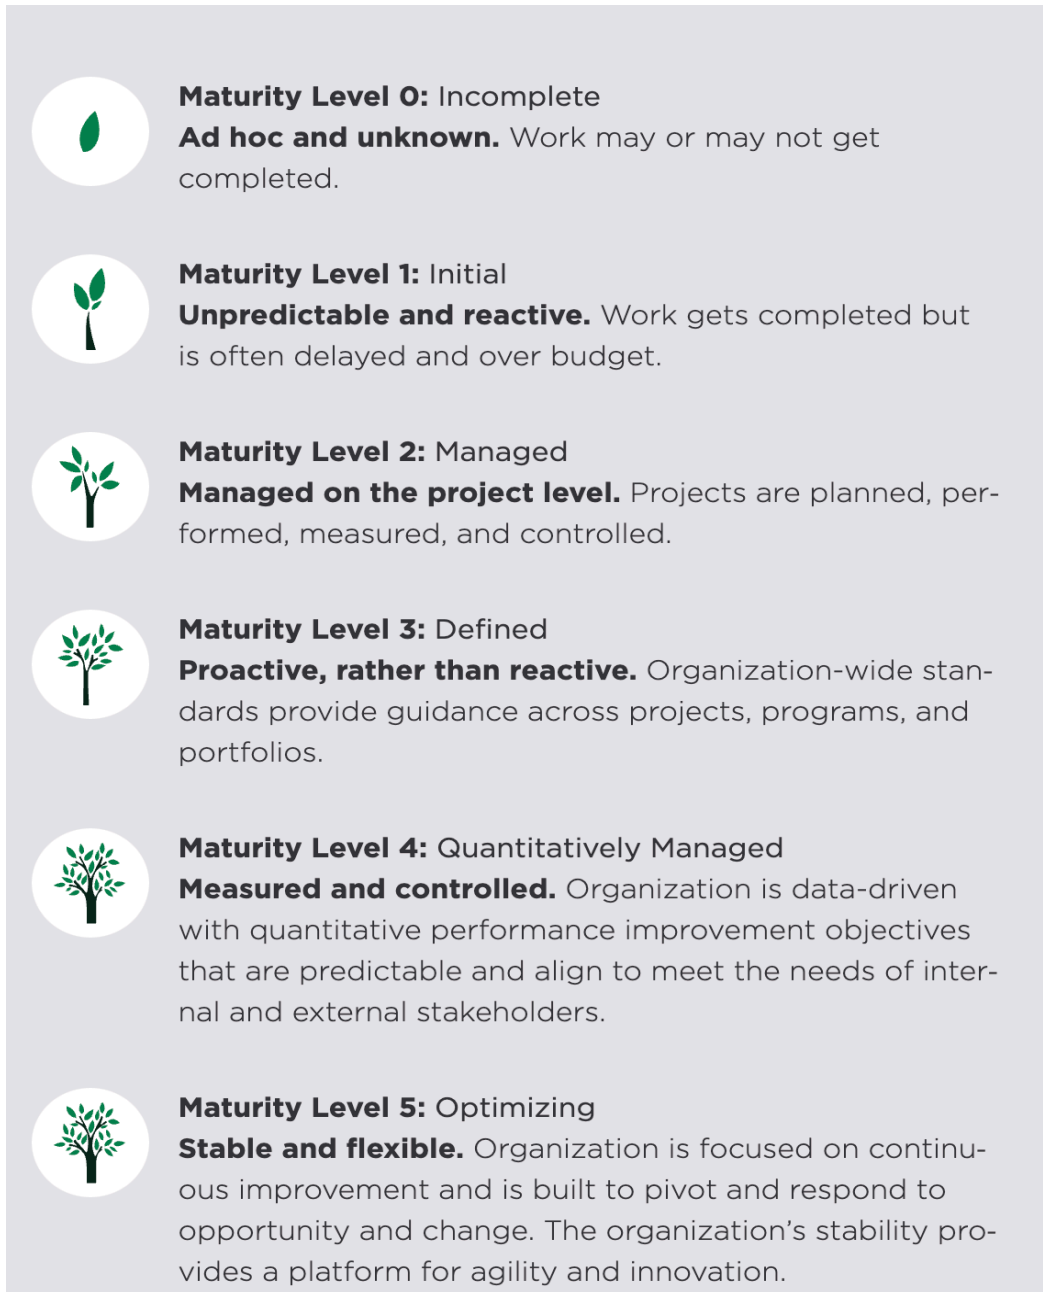 Maturity Level 0: Incomplete
Ad hoc and unknown. Work may or may not get
completed.
Maturity Level 1: Initial
Unpredictable and reactive. Work gets completed but
is often delayed and over budget.
Maturity Level 2: Managed
Managed on the project level. Projects are planned, per-
formed, measured, and controlled.
Maturity Level 3: Defined
Proactive, rather than reactive. Organization-wide stan-
dards provide guidance across projects, programs, and
portfolios.
Maturity Level 4: Quantitatively Managed
Measured and controlled. Organization is data-driven
with quantitative performance improvement objectives
that are predictable and align to meet the needs of inter-
nal and external stakeholders.
Maturity Level 5: Optimizing
Stable and flexible. Organization is focused on continu-
ous improvement and is built to pivot and respond to
opportunity and change. The organization’s stability pro-
vides a platform for agility and innovation.